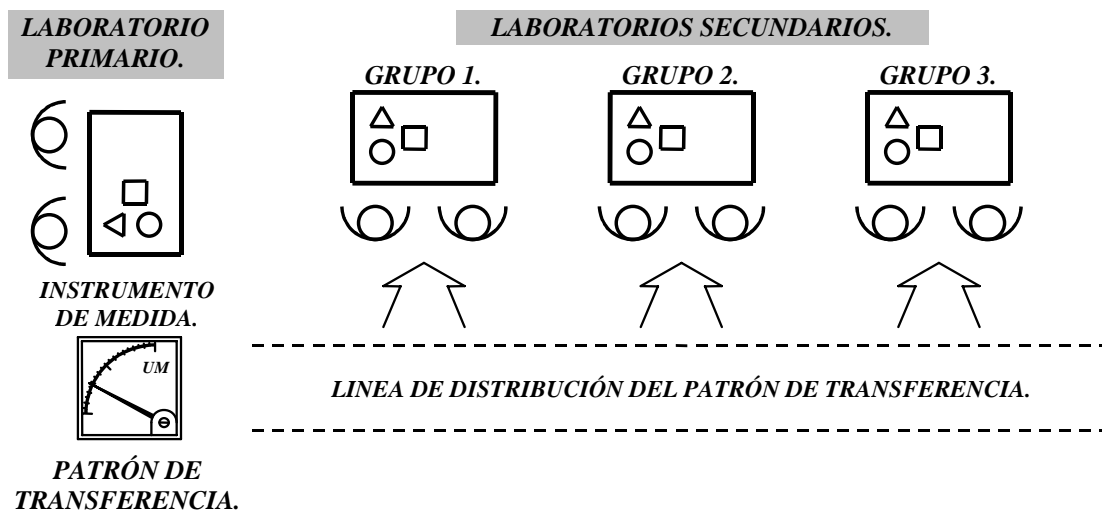 LABORATORIO
PRIMARIO.
LABORATORIOS SECUNDARIOS.
GRUPO 1.
GRUPO 2.
GRUPO 3.
INSTRUMENTO
DE MEDIDA.
UM
LINEA DE DISTRIBUCIÓN DEL PATRÓN DE TRANSFERENCIA.
PATRÓN DE
TRANSFERENCIA.